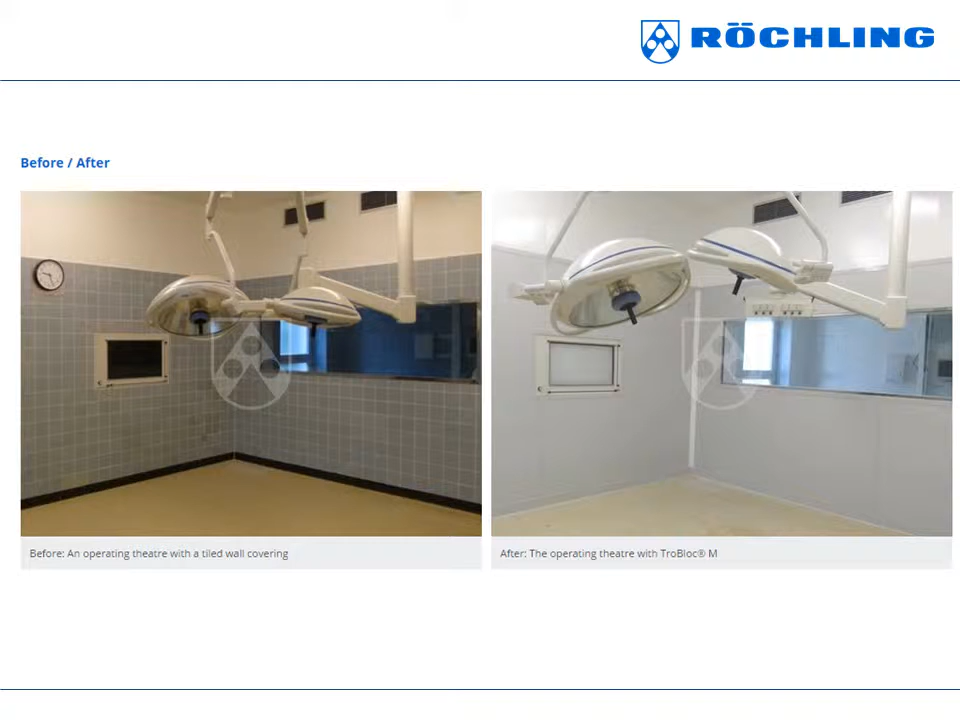 RÖCHLING
Before / After
Before: An operating theatre with a tiled wall covering
After: The operating theatre with TroBloc® M